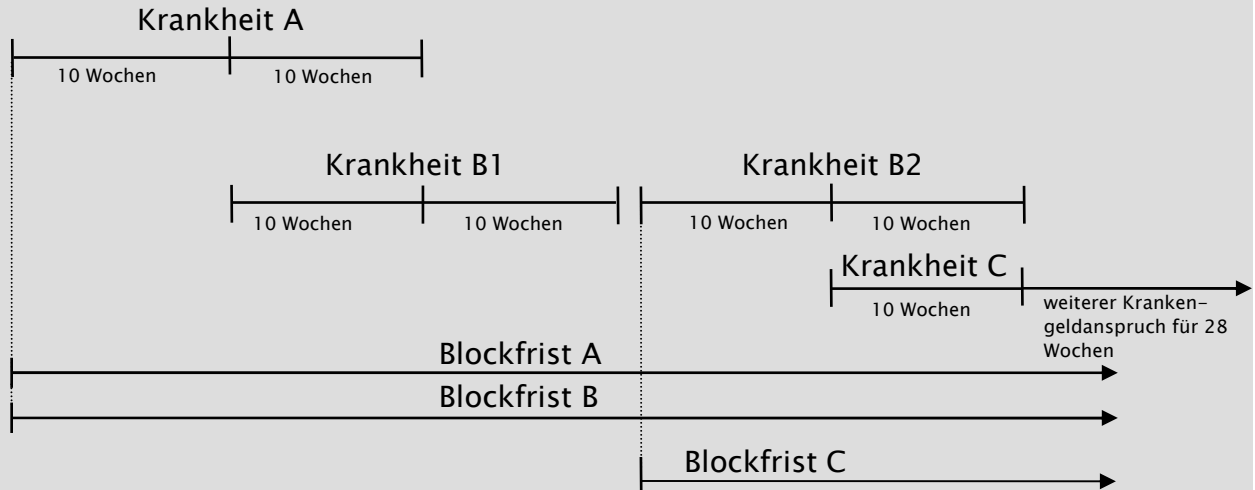 Krankheit A
10 Wochen
10 Wochen
Krankheit B1
Krankheit B2
10 Wochen
10 Wochen
10 Wochen
10 Wochen
Krankheit C
10 Wochen
weiterer Kranken-
geldanspruch für 28
Wochen
Blockfrist A
Blockfrist B
Blockfrist C